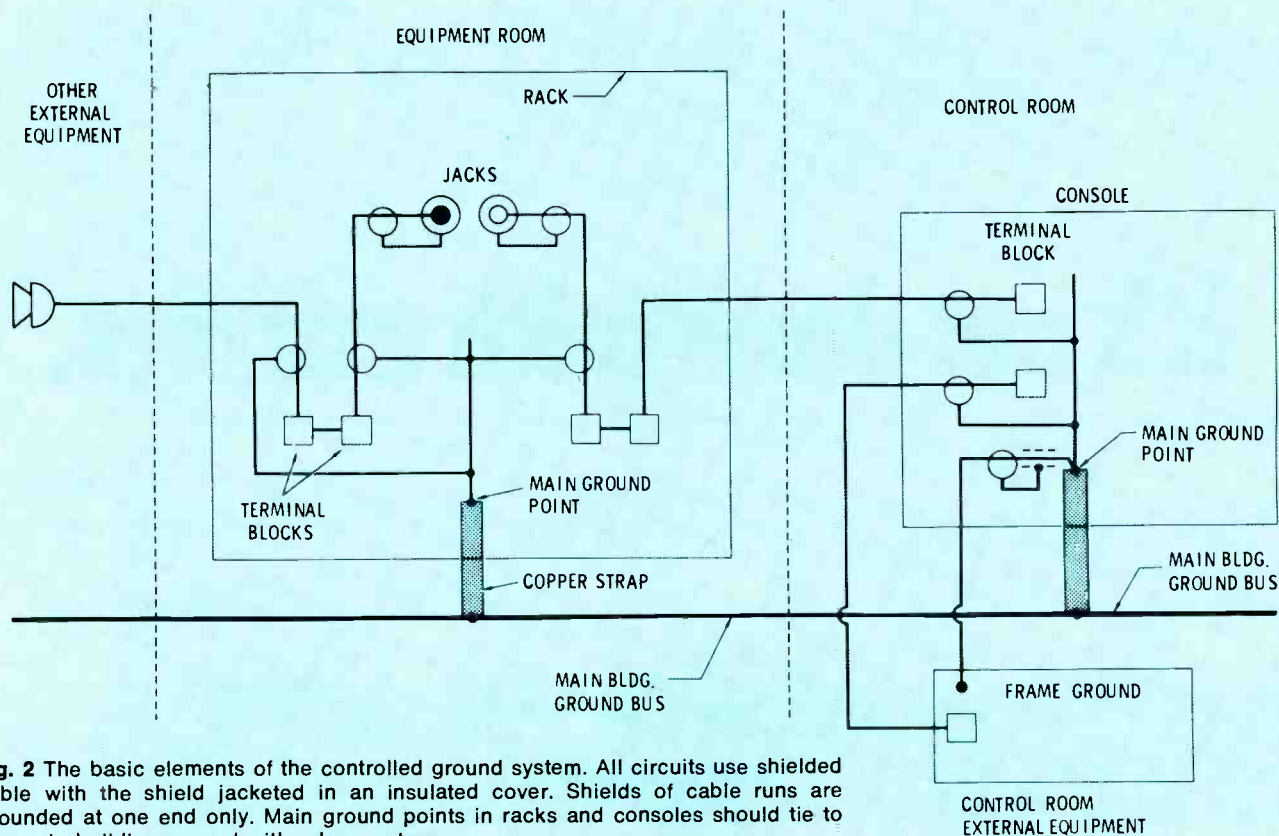 EQUIPMENT ROOM
OTHER
EXTERNAL
EQUIPMENT
RACK
CONTROL ROOM
JACKS
CONSOLE
TERMINAL
BLOCK
MAIN GROUND
POINT
TERMINAL
BLOCKS
MAIN GROUND
POINT
COPPER STRAP
MAIN BLDG.
GROUND BUS
MAIN BLDG.
GROUND BUS
FRAME GROUND
CONTROL ROOM
EXTERNAL EQUIPMENT
g. 2 The basic elements of the controlled ground system. All circuits use shielded
ble with the shield jacketed in an insulated cover. Shields of cable runs are
ounded at one end only. Main ground points in racks and consoles should tie to